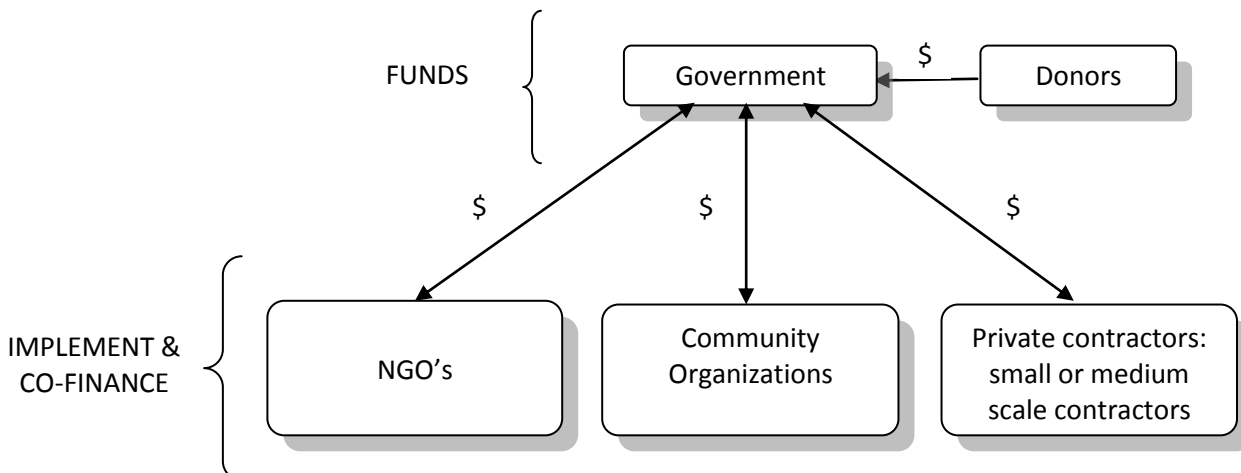 $
FUNDS
Government
Donors
$
$
$
IMPLEMENT &
CO-FINANCE
NGO’s
Community
Organizations
Private contractors:
small or medium
scale contractors